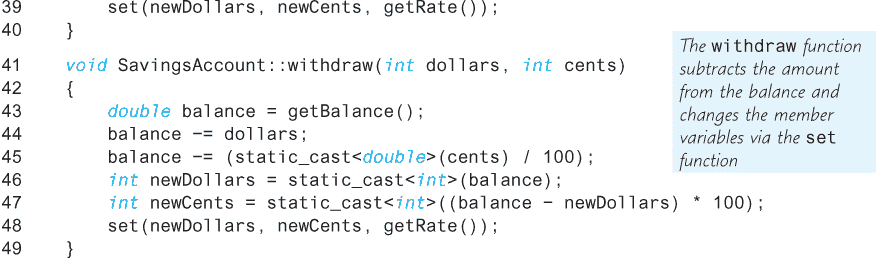 39 set(newDollars, newCents, getRate());
40 }
41 void SavingsAccount::withdraw(int dollars, int cents)
42 {
43 double balance = getBalance();
44 balance -= dollars;
45 balance -= (static_cast<double>(cents) / 100);
46 int newDollars = static_cast<int>(balance);
47 int newCents = static_cast<int>((balance - newDollars) * 100);
48 set(newDollars, newCents, getRate());
49 }
The withdraw function
subtracts the amount
from the balance and
changes the member
variables via the set
function